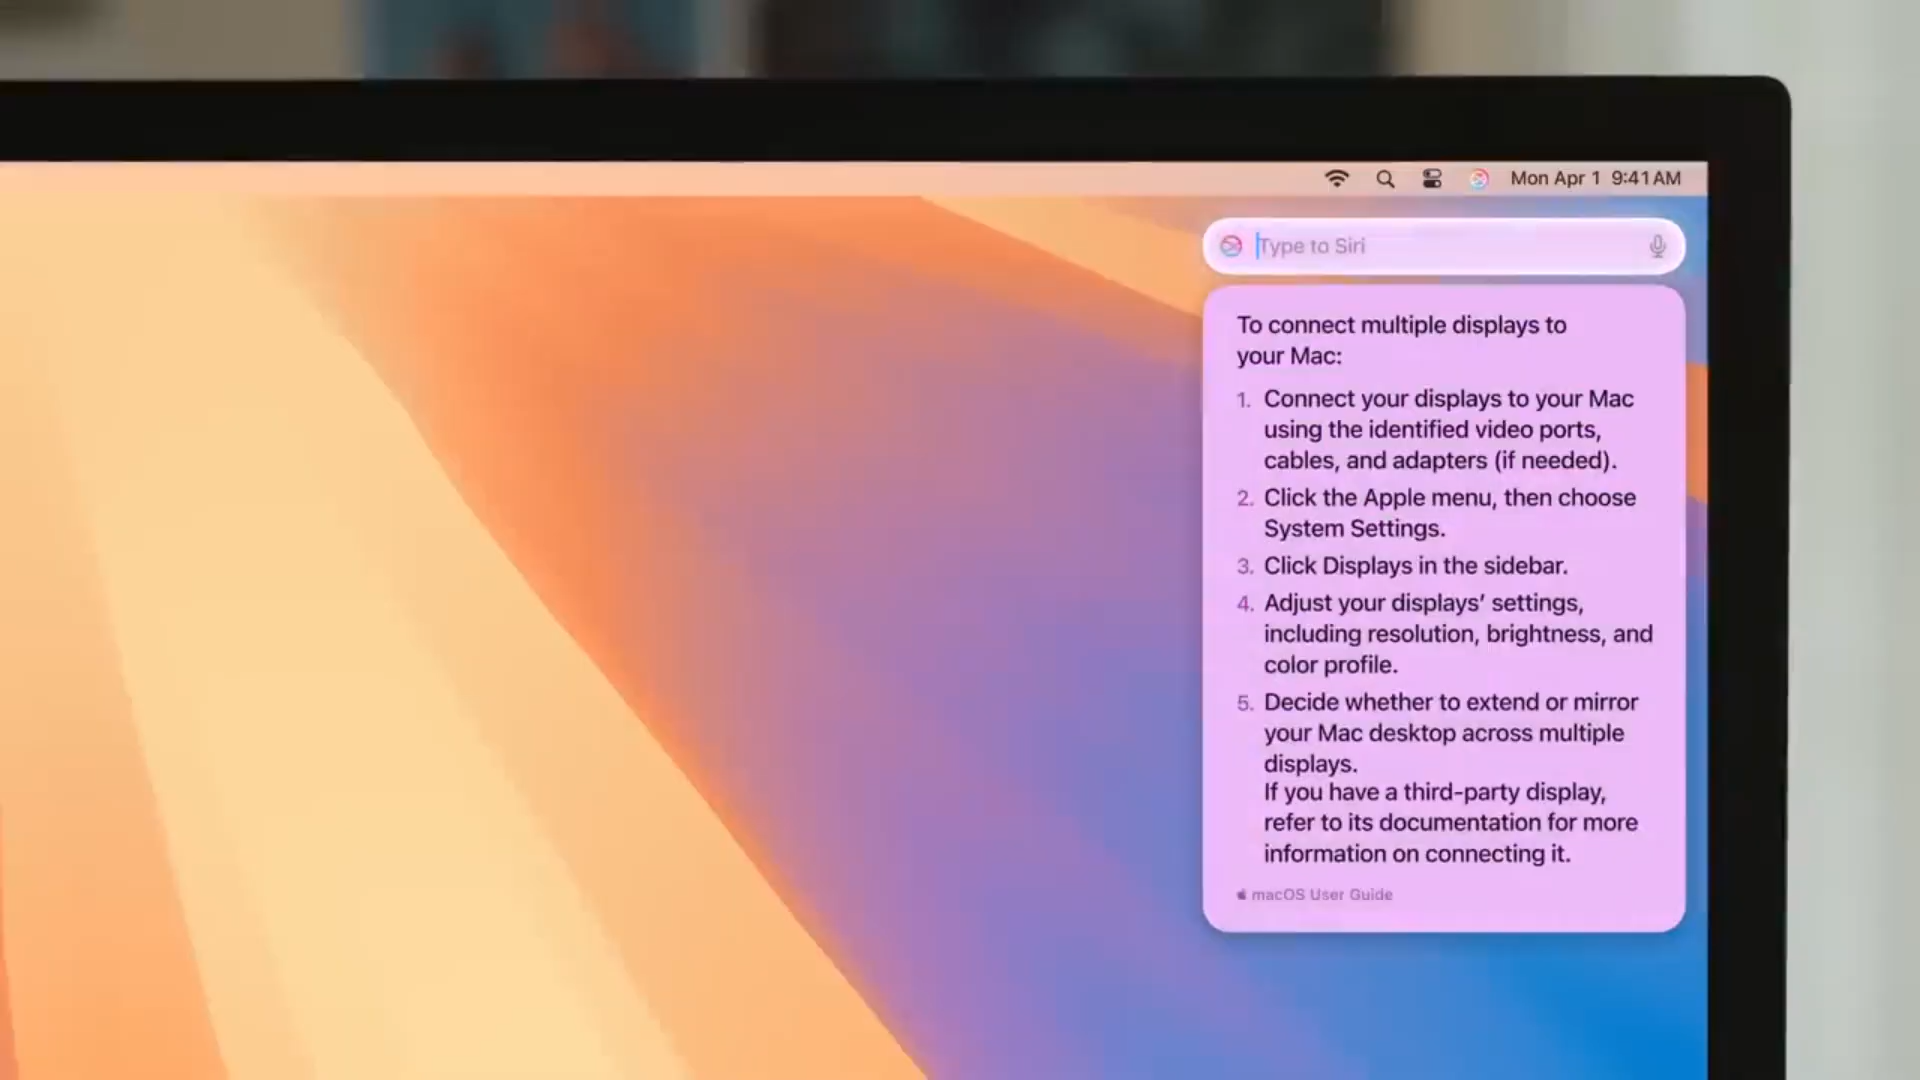 Mon Apr 1 9:41 AM
Type to Siri
To connect multiple displays to
your Mac:
1. Connect your displays to your Mac
using the identified video ports,
cables, and adapters (if needed).
2. Click the Apple menu, then choose
System Settings.
3. Click Displays in the sidebar.
4. Adjust your displays’ settings,
including resolution, brightness, and
color profile.
5. Decide whether to extend or mirror
your Mac desktop across multiple
displays.
If you have a third-party display,
refer to its documentation for more
information on connecting it.
macOS User Guide